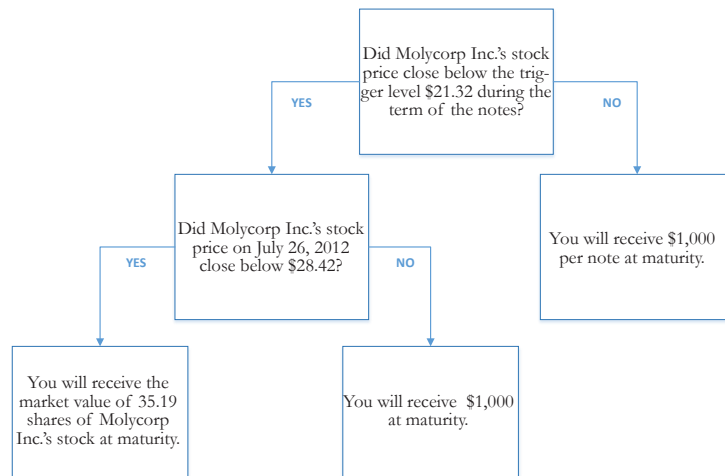 Did Molycorp Inc.'s stock
price close below the trig-
ger level $21.32 during the
term of the notes?
YES
NO
Did Molycorp Inc.'s stock
price on July 26, 2012
close below $28.42?
You will receive $1,000
per note at maturity.
YES
NO
You will receive the
market value of 35.19
shares of Molycorp
Inc.'s stock at maturity.
You will receive $1,000
at maturity.